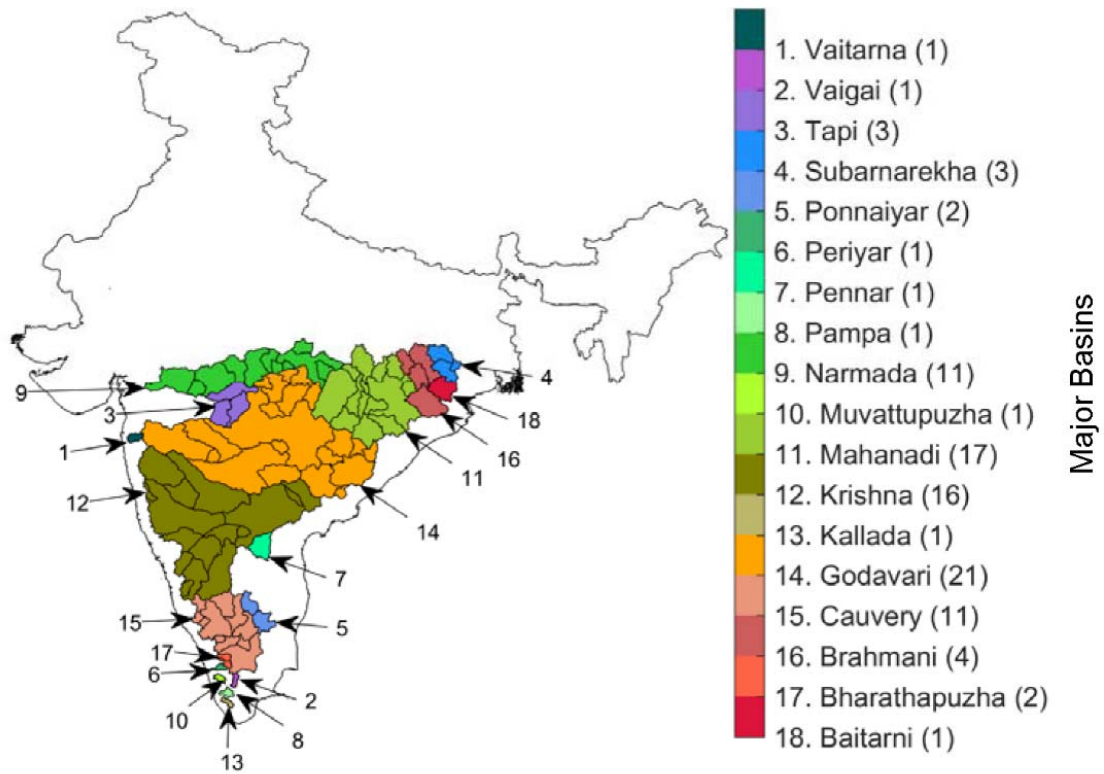 1. Vaitarna (1)
2. Vaigai (1)
3. Tapi (3)
4. Subarnarekha (3)
5. Ponnaiyar (2)
6. Periyar (1)
7. Pennar (1)
8. Pampa (1)
9. Narmada (11)
10. Muvattupuzha (1)
11. Mahanadi (17)
12. Krishna (16)
13. Kallada (1)
14. Godavari (21)
15. Cauvery (11)
16. Brahmani (4)
17. Bharathapuzha (2)
18. Baitarni (1)
Major Basins
9
4
3
18
1
16
11
12
14
7
15
5
17
6
2
10
8
13